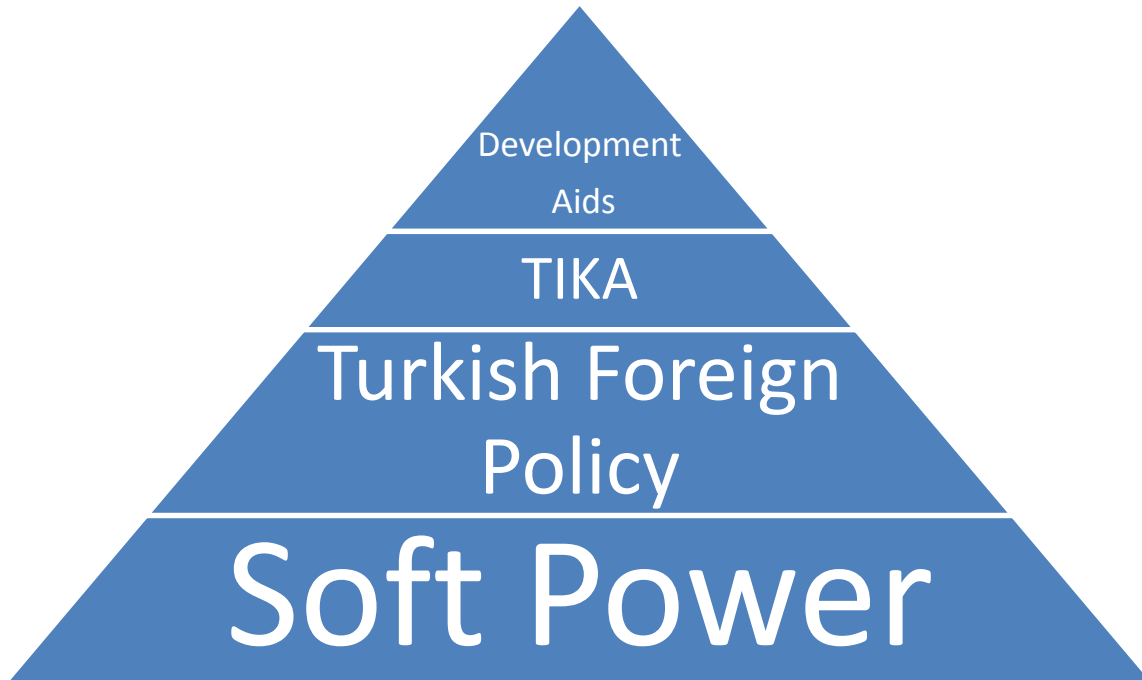 Development
Aids
TIKA
Turkish Foreign
Policy
Soft Power